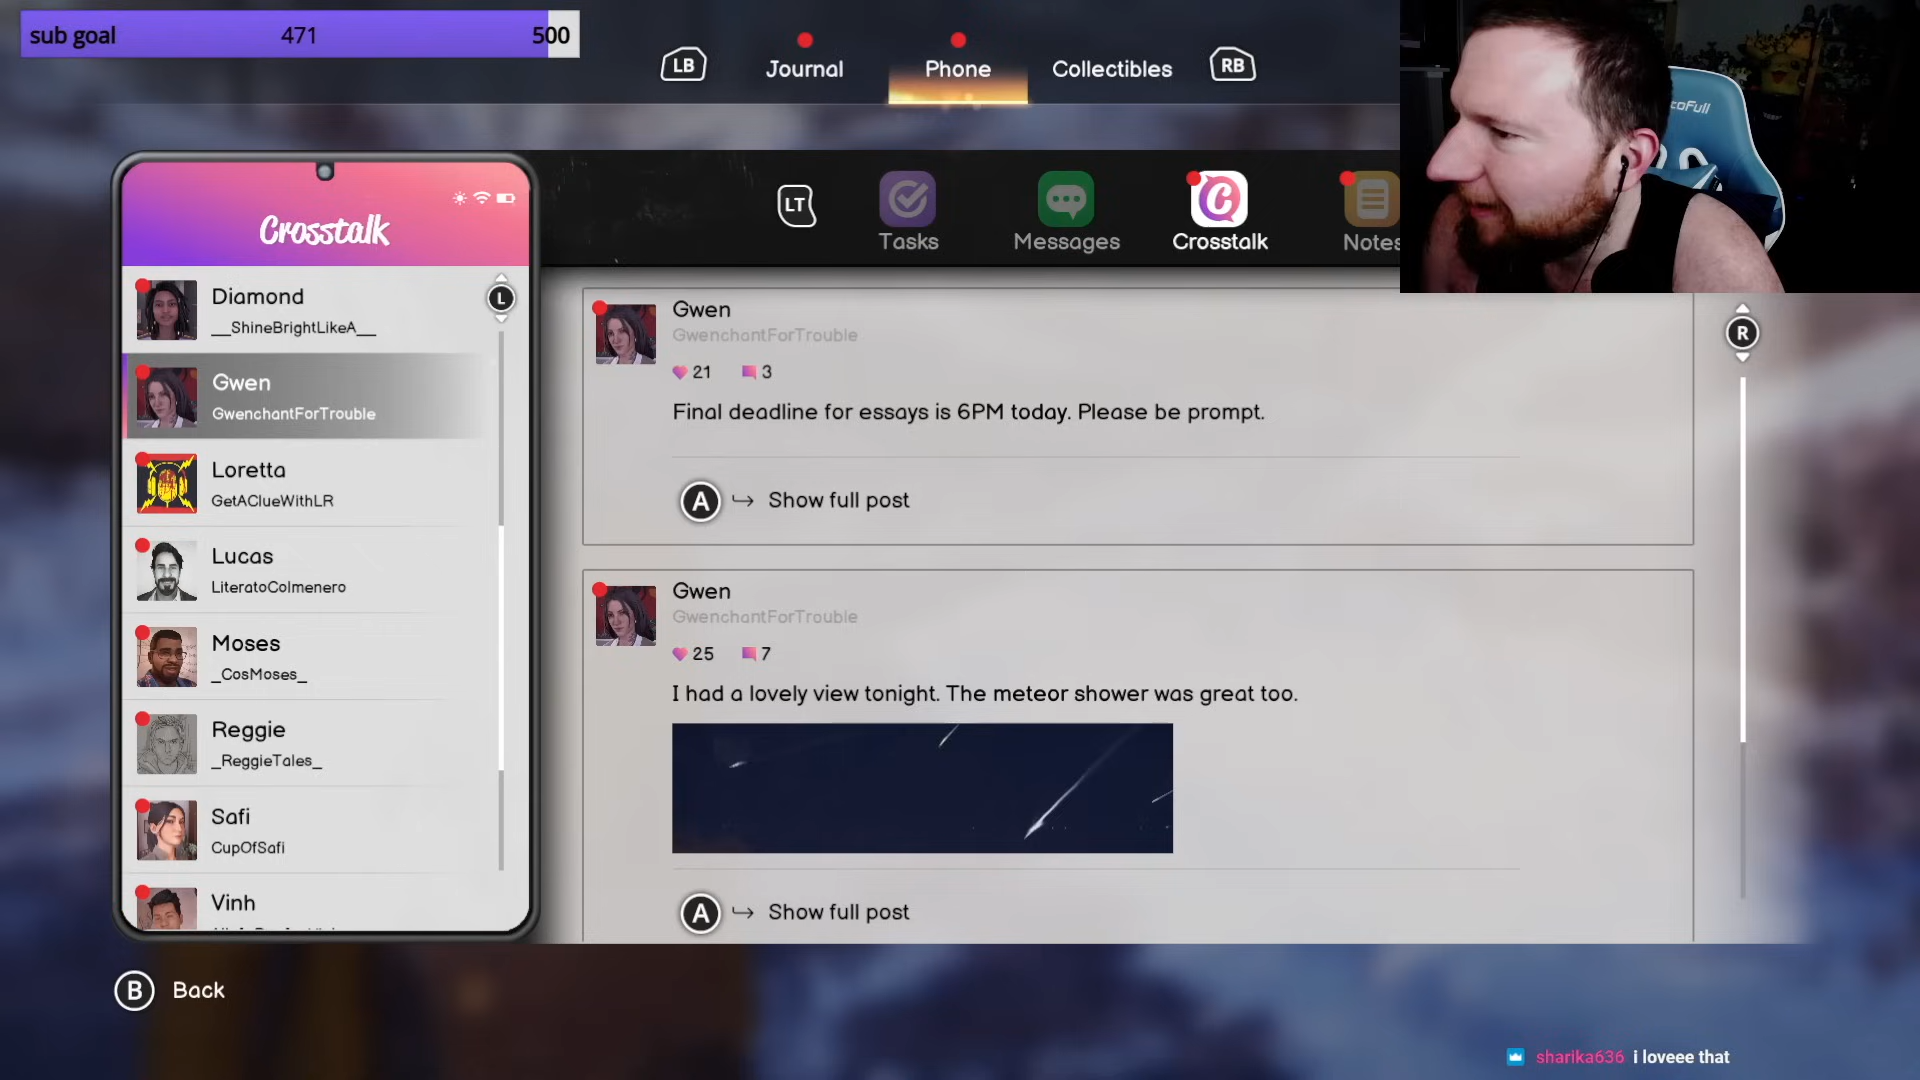 sub goal 471 500
LB Journal Phone Collectibles RB
Crosstalk
LT Tasks Messages Crosstalk Notes
Diamond
__ShineBrightLikeA__
L
Gwen
GwenchantForTrouble
Loretta
GetAClueWithLR
Lucas
LiteratoColmenero
Moses
_CosMoses_
Reggie
_ReggieTales_
Safi
CupOfSafi
Vinh
Gwen
GwenchantForTrouble
21 3
Final deadline for essays is 6PM today. Please be prompt.
A Show full post
Gwen
GwenchantForTrouble
25 7
I had a lovely view tonight. The meteor shower was great too.
A Show full post
R
B Back
sharika636 i loveee that